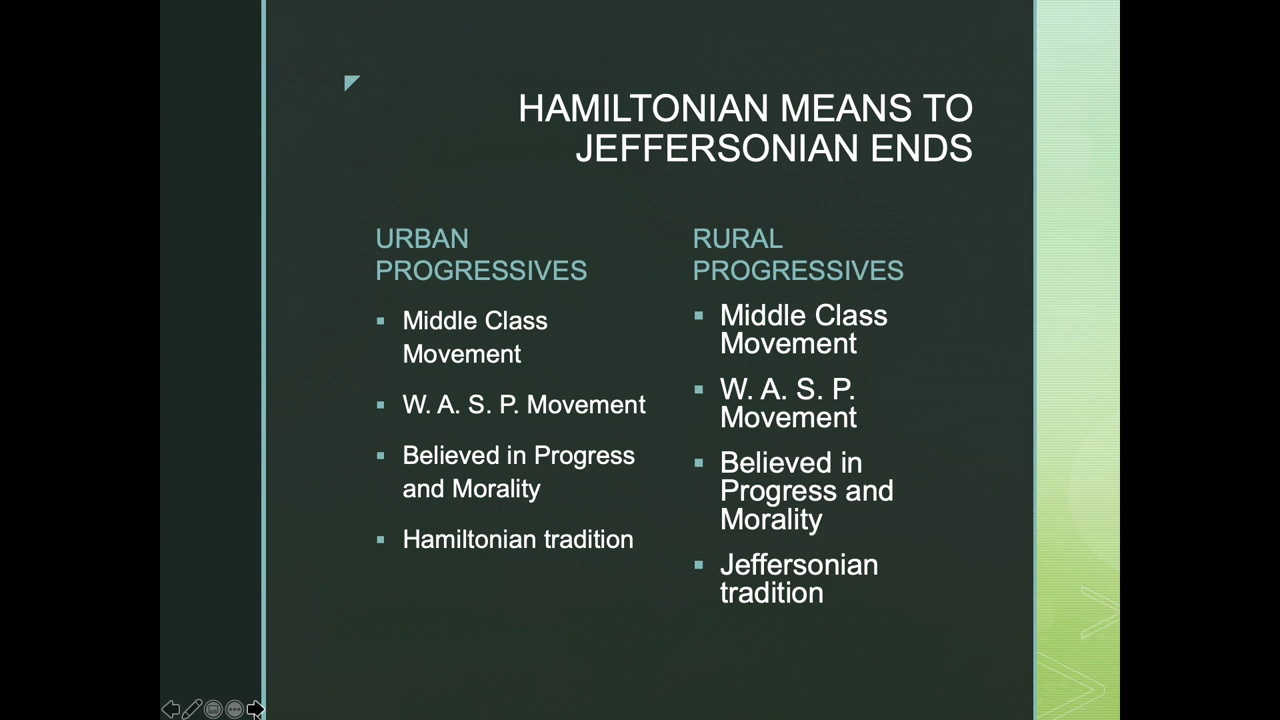 HAMILTONIAN MEANS TO
JEFFERSONIAN ENDS
URBAN
PROGRESSIVES
Middle Class
Movement
W. A. S. P. Movement
Believed in Progress
and Morality
Hamiltonian tradition
RURAL
PROGRESSIVES
Middle Class
Movement
W. A. S. P.
Movement
Believed in
Progress and
Morality
Jeffersonian
tradition